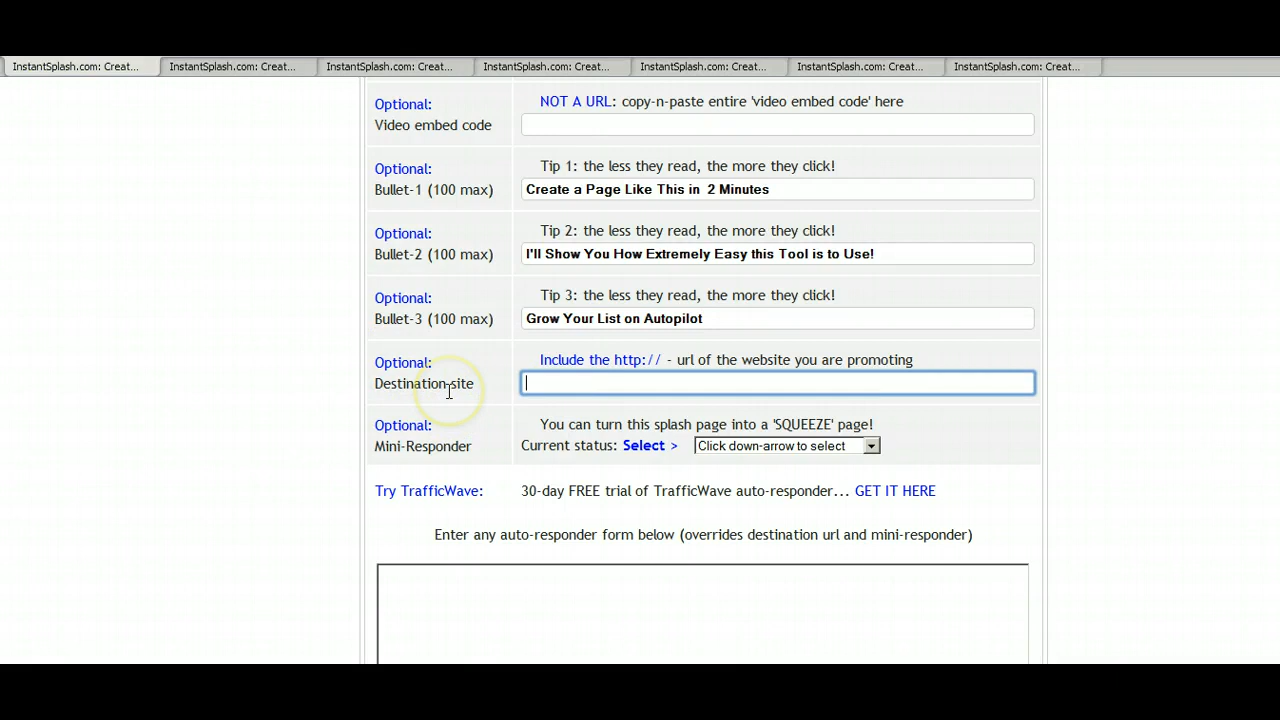 InstantSplash.com: Creat... InstantSplash.com: Creat... InstantSplash.com: Creat... InstantSplash.com: Creat... InstantSplash.com: Creat... InstantSplash.com: Creat... InstantSplash.com: Creat...
Optional: NOT A URL: copy-n-paste entire 'video embed code' here
Video embed code
Optional: Tip 1: the less they read, the more they click!
Bullet-1 (100 max) Create a Page Like This in 2 Minutes
Optional: Tip 2: the less they read, the more they click!
Bullet-2 (100 max) I'll Show You How Extremely Easy this Tool is to Use!
Optional: Tip 3: the less they read, the more they click!
Bullet-3 (100 max) Grow Your List on Autopilot
Optional: Include the http:// - url of the website you are promoting
Destination site
Optional: You can turn this splash page into a 'SQUEEZE' page!
Mini-Responder Current status: Select > Click down-arrow to select
Try TrafficWave: 30-day FREE trial of TrafficWave auto-responder... GET IT HERE
Enter any auto-responder form below (overrides destination url and mini-responder)